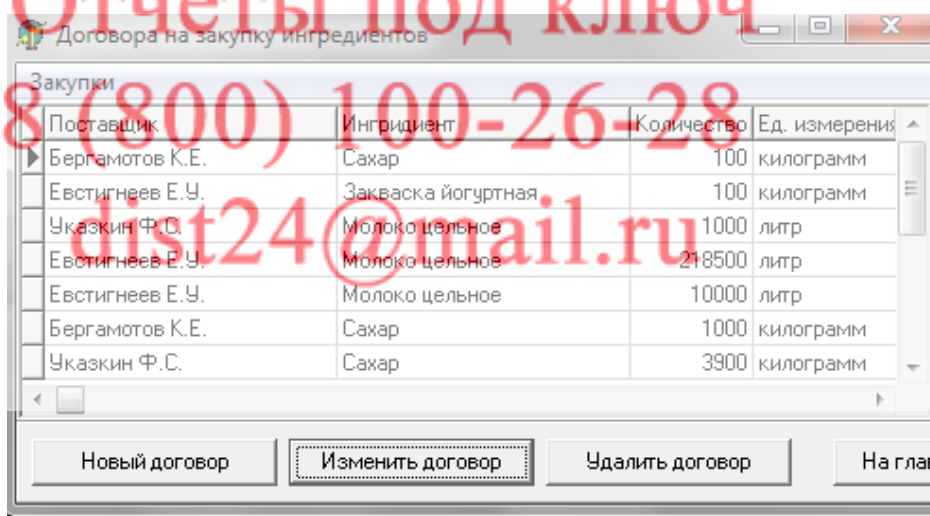 Отчеты под ключ
Договора на закупку ингредиентов
Закупки
8 (800) 100-26-28
Поставщик Ингридиент Количество Ед. измерения
Бергамотов К.Е. Сахар 100 килограмм
Евстигнеев Е.У. Закваска йогуртная 100 килограмм
Указкин Ф.С. Молоко цельное 1000 литр
dist24@mail.ru
Евстигнеев Е.У. Молоко цельное 218500 литр
Евстигнеев Е.У. Молоко цельное 10000 литр
Бергамотов К.Е. Сахар 1000 килограмм
Указкин Ф.С. Сахар 3900 килограмм
Новый договор Изменить договор Удалить договор На глав